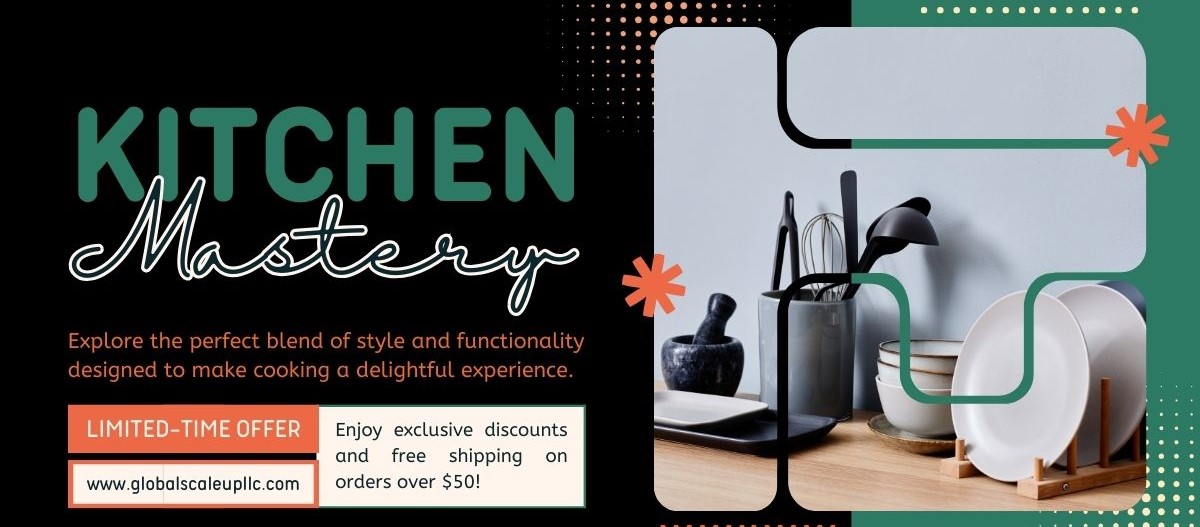 KITCHEN
Mastery
Explore the perfect blend of style and functionality
designed to make cooking a delightful experience.
LIMITED-TIME OFFER
www.globalscaleupllc.com
Enjoy exclusive discounts
and free shipping on
orders over $50!